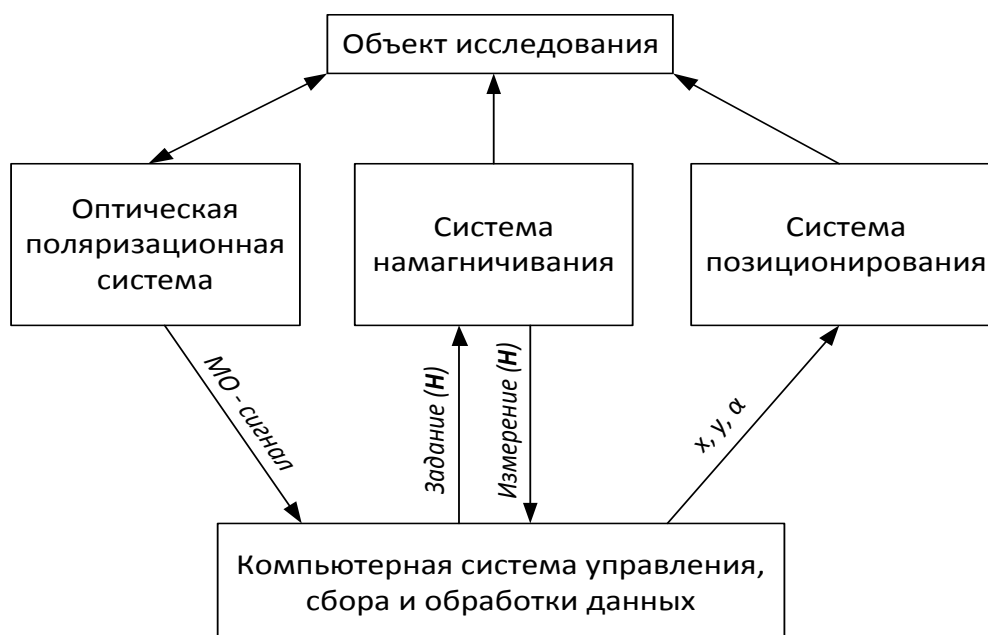 Объект исследования
Оптическая
поляризационная
система
Система
намагничивания
Система
позиционирования
МО - сигнал
Задание (H)
Измерение (H)
x, y, α
Компьютерная система управления,
сбора и обработки данных